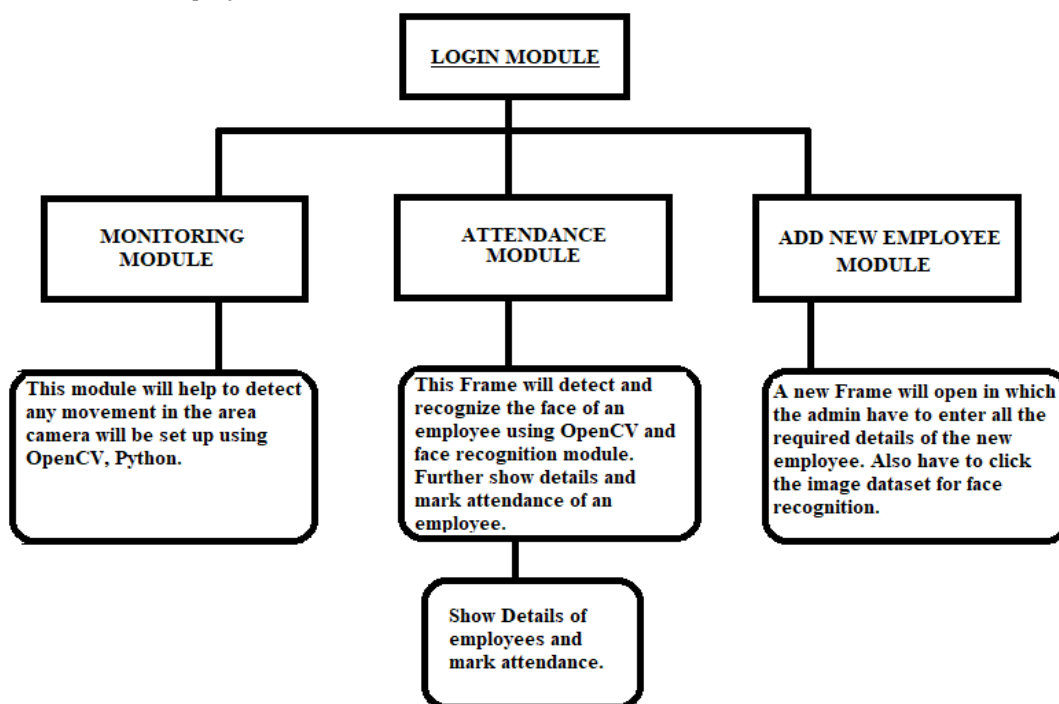 LOGIN MODULE
MONITORING
MODULE
ATTENDANCE
MODULE
ADD NEW EMPLOYEE
MODULE
This module will help to detect
any movement in the area
camera will be set up using
OpenCV, Python.
This Frame will detect and
recognize the face of an
employee using OpenCV and
face recognition module.
Further show details and
mark attendance of an
employee.
A new Frame will open in which
the admin have to enter all the
required details of the new
employee. Also have to click
the image dataset for face
recognition.
Show Details of
employees and
mark attendance.